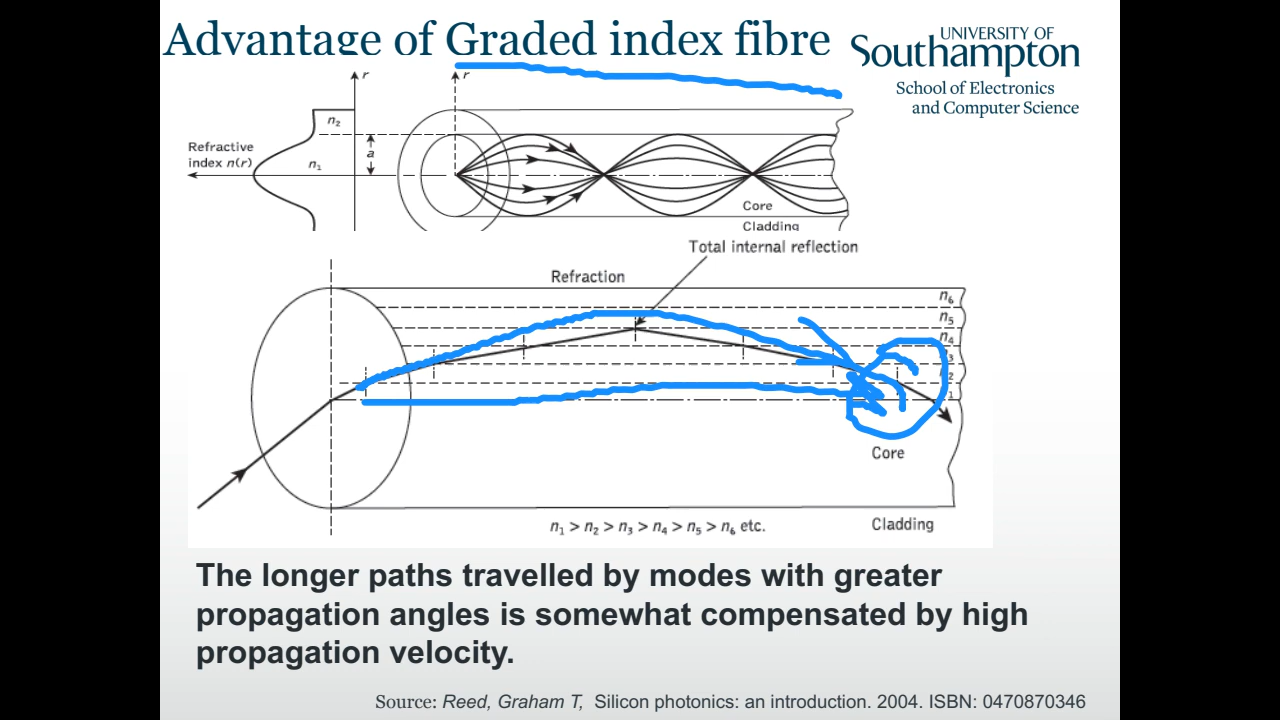 Advantage of Graded index fibre
UNIVERSITY OF
Southampton
School of Electronics
and Computer Science
r
r
n₂
Refractive
index n(r)
n₁
a
Core
Cladding
Total internal reflection
Refraction
n₆
n₅
n₄
Core
n₁ > n₂ > n₃ > n₄ > n₅ > n₆ etc.
Cladding
The longer paths travelled by modes with greater
propagation angles is somewhat compensated by high
propagation velocity.
Source: Reed, Graham T, Silicon photonics: an introduction. 2004. ISBN: 0470870346